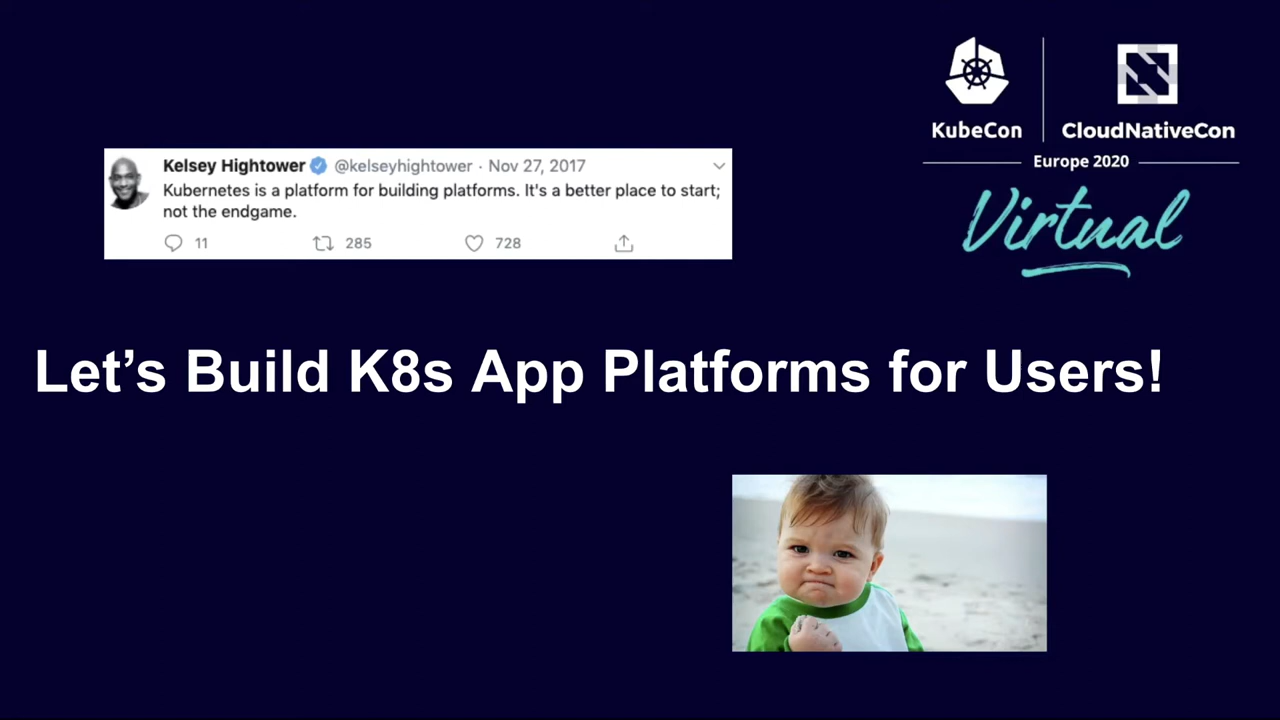 KubeCon
CloudNativeCon
Europe 2020
Virtual
Kelsey Hightower @kelseyhightower · Nov 27, 2017
Kubernetes is a platform for building platforms. It's a better place to start;
not the endgame.
11 285 728
Let’s Build K8s App Platforms for Users!